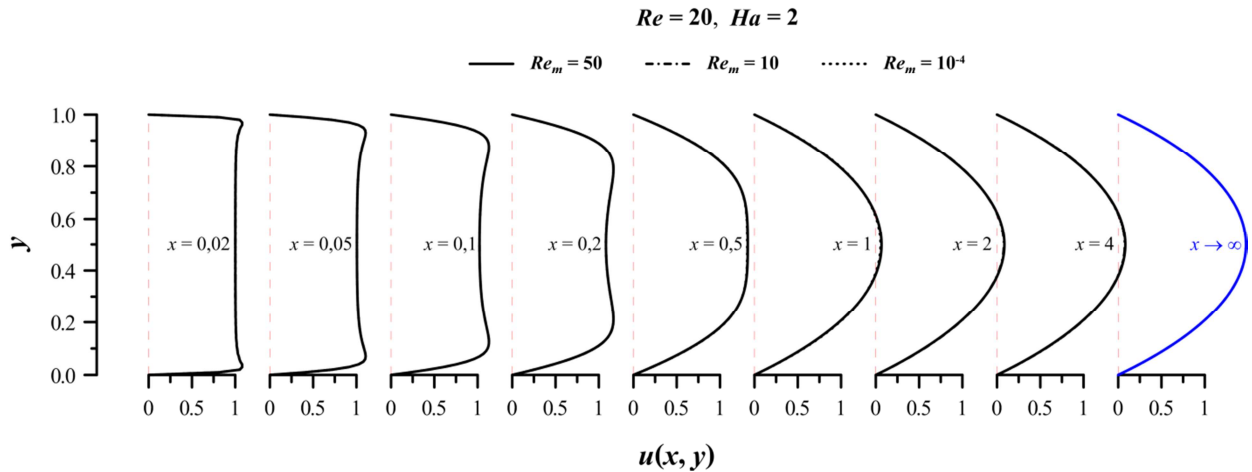 Re = 20, Ha = 2
Re_m = 50 Re_m = 10 Re_m = 10^-4
1.0
0.8
0.6
0.4
0.2
0.0
y
x = 0,02 x = 0,05 x = 0,1 x = 0,2 x = 0,5 x = 1 x = 2 x = 4 x → ∞
0 0.5 1 0 0.5 1 0 0.5 1 0 0.5 1 0 0.5 1 0 0.5 1 0 0.5 1 0 0.5 1 0 0.5 1
u(x, y)